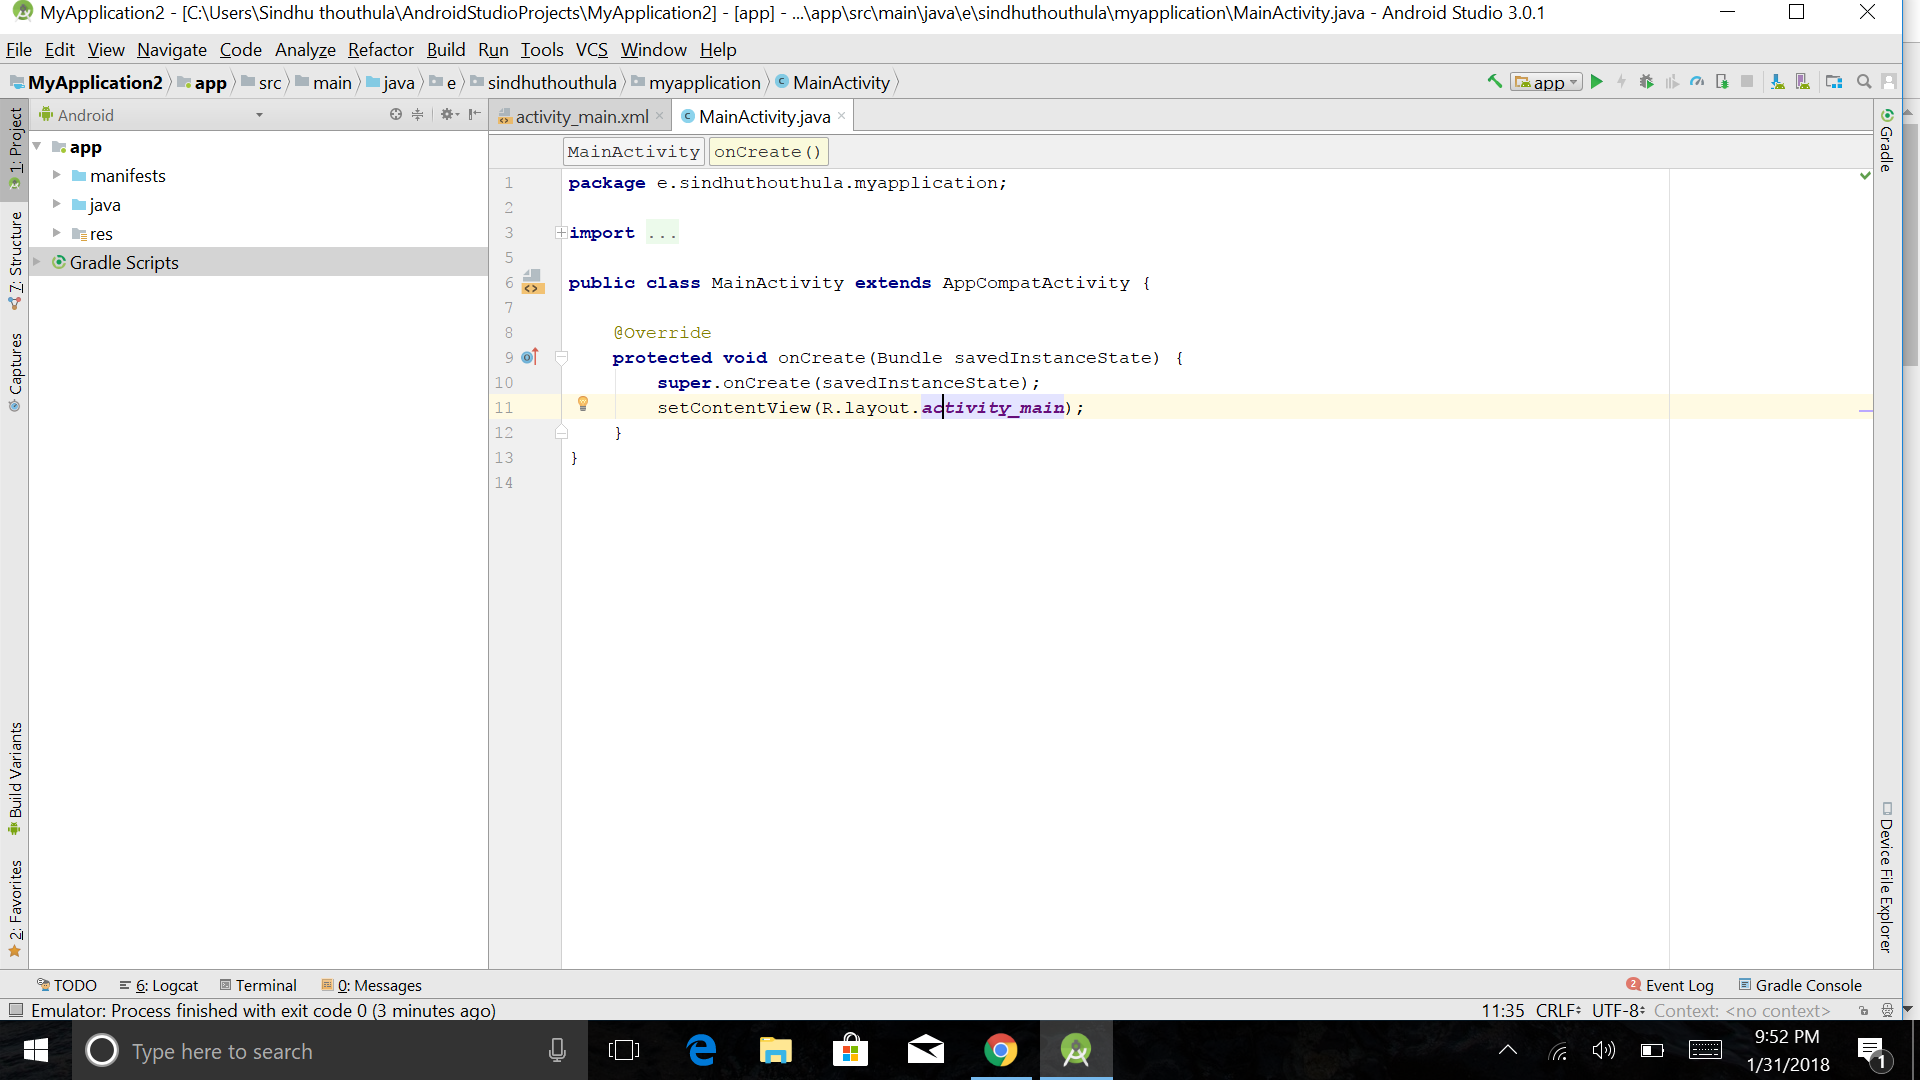 MyApplication2 - [C:\Users\Sindhu thouthula\AndroidStudioProjects\MyApplication2] - [app] - ...\app\src\main\java\e\sindhuthouthula\myapplication\MainActivity.java - Android Studio 3.0.1
File Edit View Navigate Code Analyze Refactor Build Run Tools VCS Window Help
MyApplication2 app src main java e sindhuthouthula myapplication MainActivity
app
1: Project
7: Structure
Captures
Build Variants
2: Favorites
Android
app
manifests
java
res
Gradle Scripts
activity_main.xml MainActivity.java
MainActivity onCreate()
1 package e.sindhuthouthula.myapplication;
2
3 import ...
5
6 public class MainActivity extends AppCompatActivity {
7
8 @Override
9 protected void onCreate(Bundle savedInstanceState) {
10 super.onCreate(savedInstanceState);
11 setContentView(R.layout.activity_main);
12 }
13 }
14
Gradle
Device File Explorer
TODO 6: Logcat Terminal 0: Messages 2 Event Log Gradle Console
Emulator: Process finished with exit code 0 (3 minutes ago) 11:35 CRLF UTF-8 Context: <no context>
Type here to search
9:52 PM
1/31/2018
1